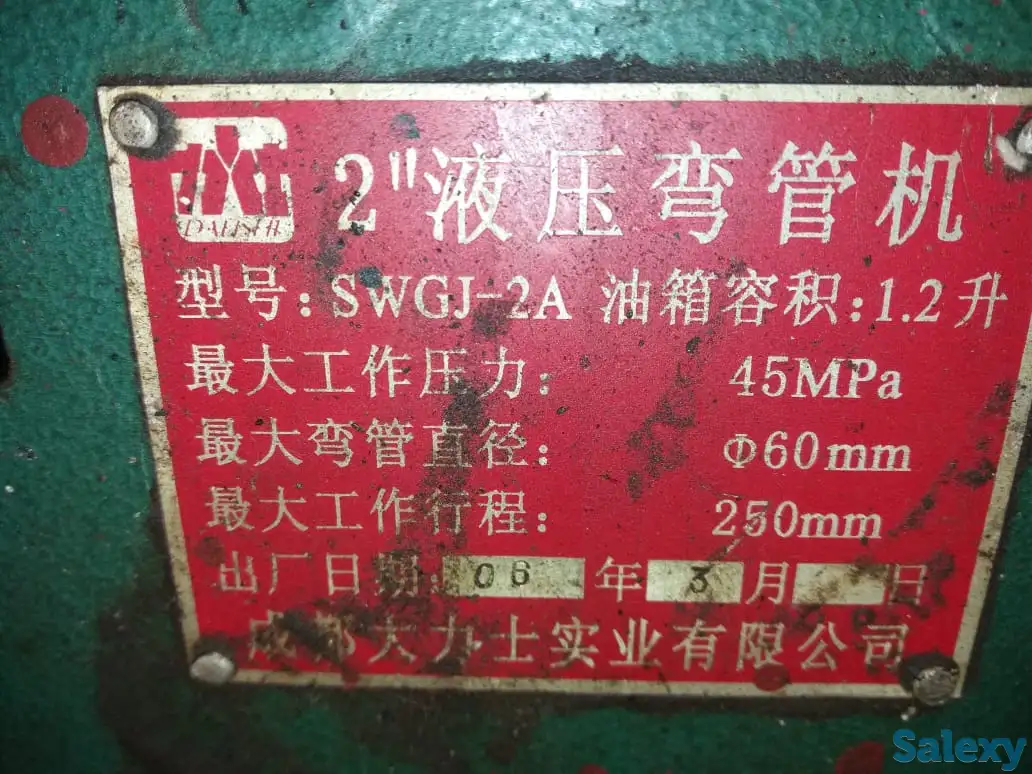 DALISHI
2"液压弯管机
型号:SWGJ-2A 油箱容积:1.2升
最大工作压力: 45MPa
最大弯管直径: Φ60mm
最大工作行程: 250mm
出厂日期: 06 年 3 月 日
成都大力士实业有限公司
Salexy